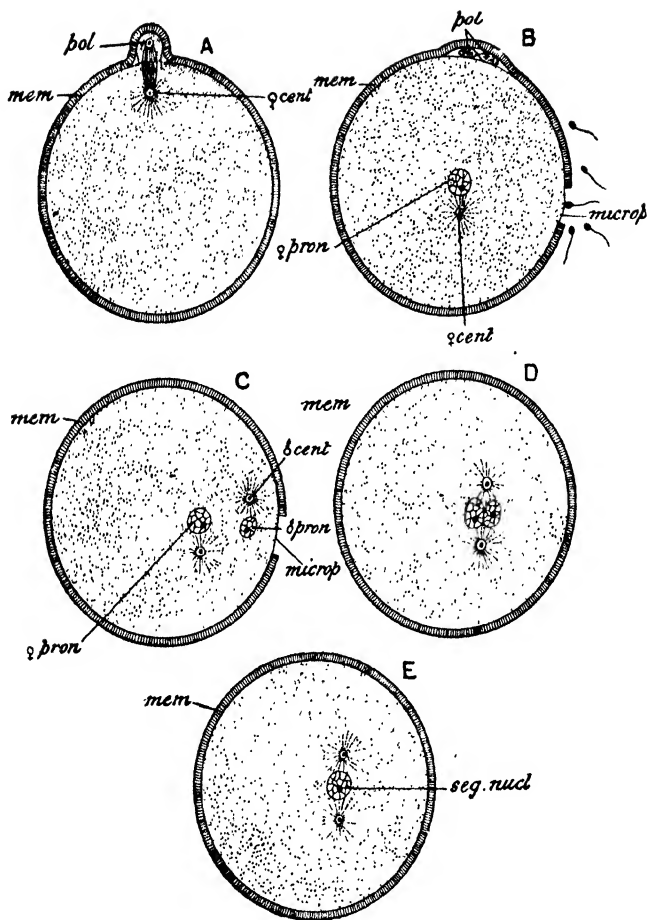 A
pol
mem
♀cent
B
pol
mem
microp
♀pron
♀cent
C
mem
♂cent
♂pron
microp
♀pron
D
mem
E
mem
seg.nucl